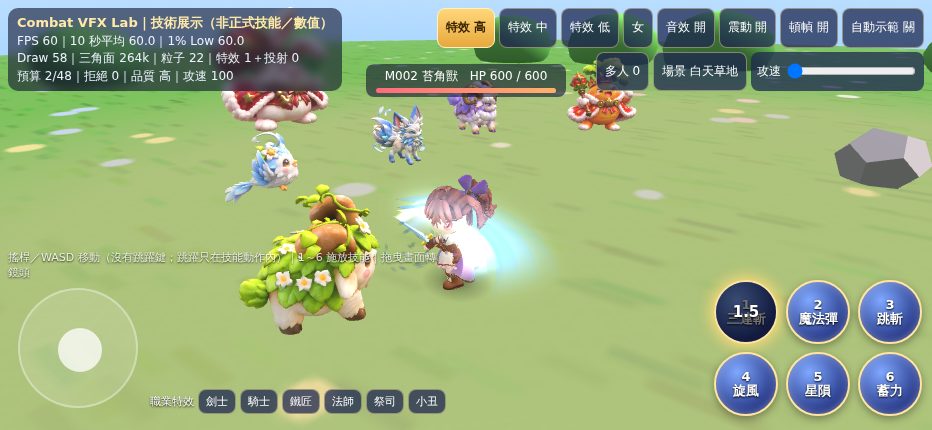 Combat VFX Lab｜技術展示（非正式技能／數值）
FPS 60｜10 秒平均 60.0｜1% Low 60.0
Draw 58｜三角面 264k｜粒子 22｜特效 1＋投射 0
預算 2/48｜拒絕 0｜品質 高｜攻速 100
特效 高
特效 中
特效 低
女
音效 開
震動 開
頓幀 開
自動示範 關
M002 苔角獸 HP 600 / 600
多人 0
場景 白天草地
攻速
搖桿／WASD 移動（沒有跳躍鍵；跳躍只在技能動作內）｜1～6 施放技能｜拖曳畫面轉
鏡頭
1
三連斬
1.5
2
魔法彈
3
跳斬
4
旋風
5
星隕
6
蓄力
職業特效
劍士
騎士
鐵匠
法師
祭司
小丑